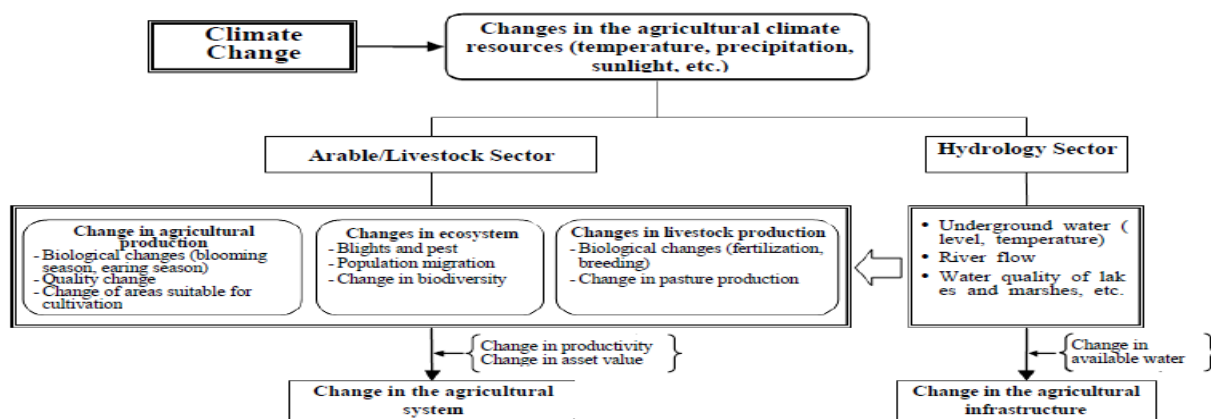 Climate
Change
Changes in the agricultural climate
resources (temperature, precipitation,
sunlight, etc.)
Arable/Livestock Sector
Hydrology Sector
Change in agricultural
production
- Biological changes (blooming
season, earing season)
- Quality change
- Change of areas suitable for
cultivation
Changes in ecosystem
- Blights and pest
- Population migration
- Change in biodiversity
Changes in livestock production
- Biological changes (fertilization,
breeding)
- Change in pasture production
• Underground water (
level, temperature)
• River flow
• Water quality of lak
es and marshes, etc.
Change in productivity
Change in asset value
Change in
available water
Change in the agricultural
system
Change in the agricultural
infrastructure